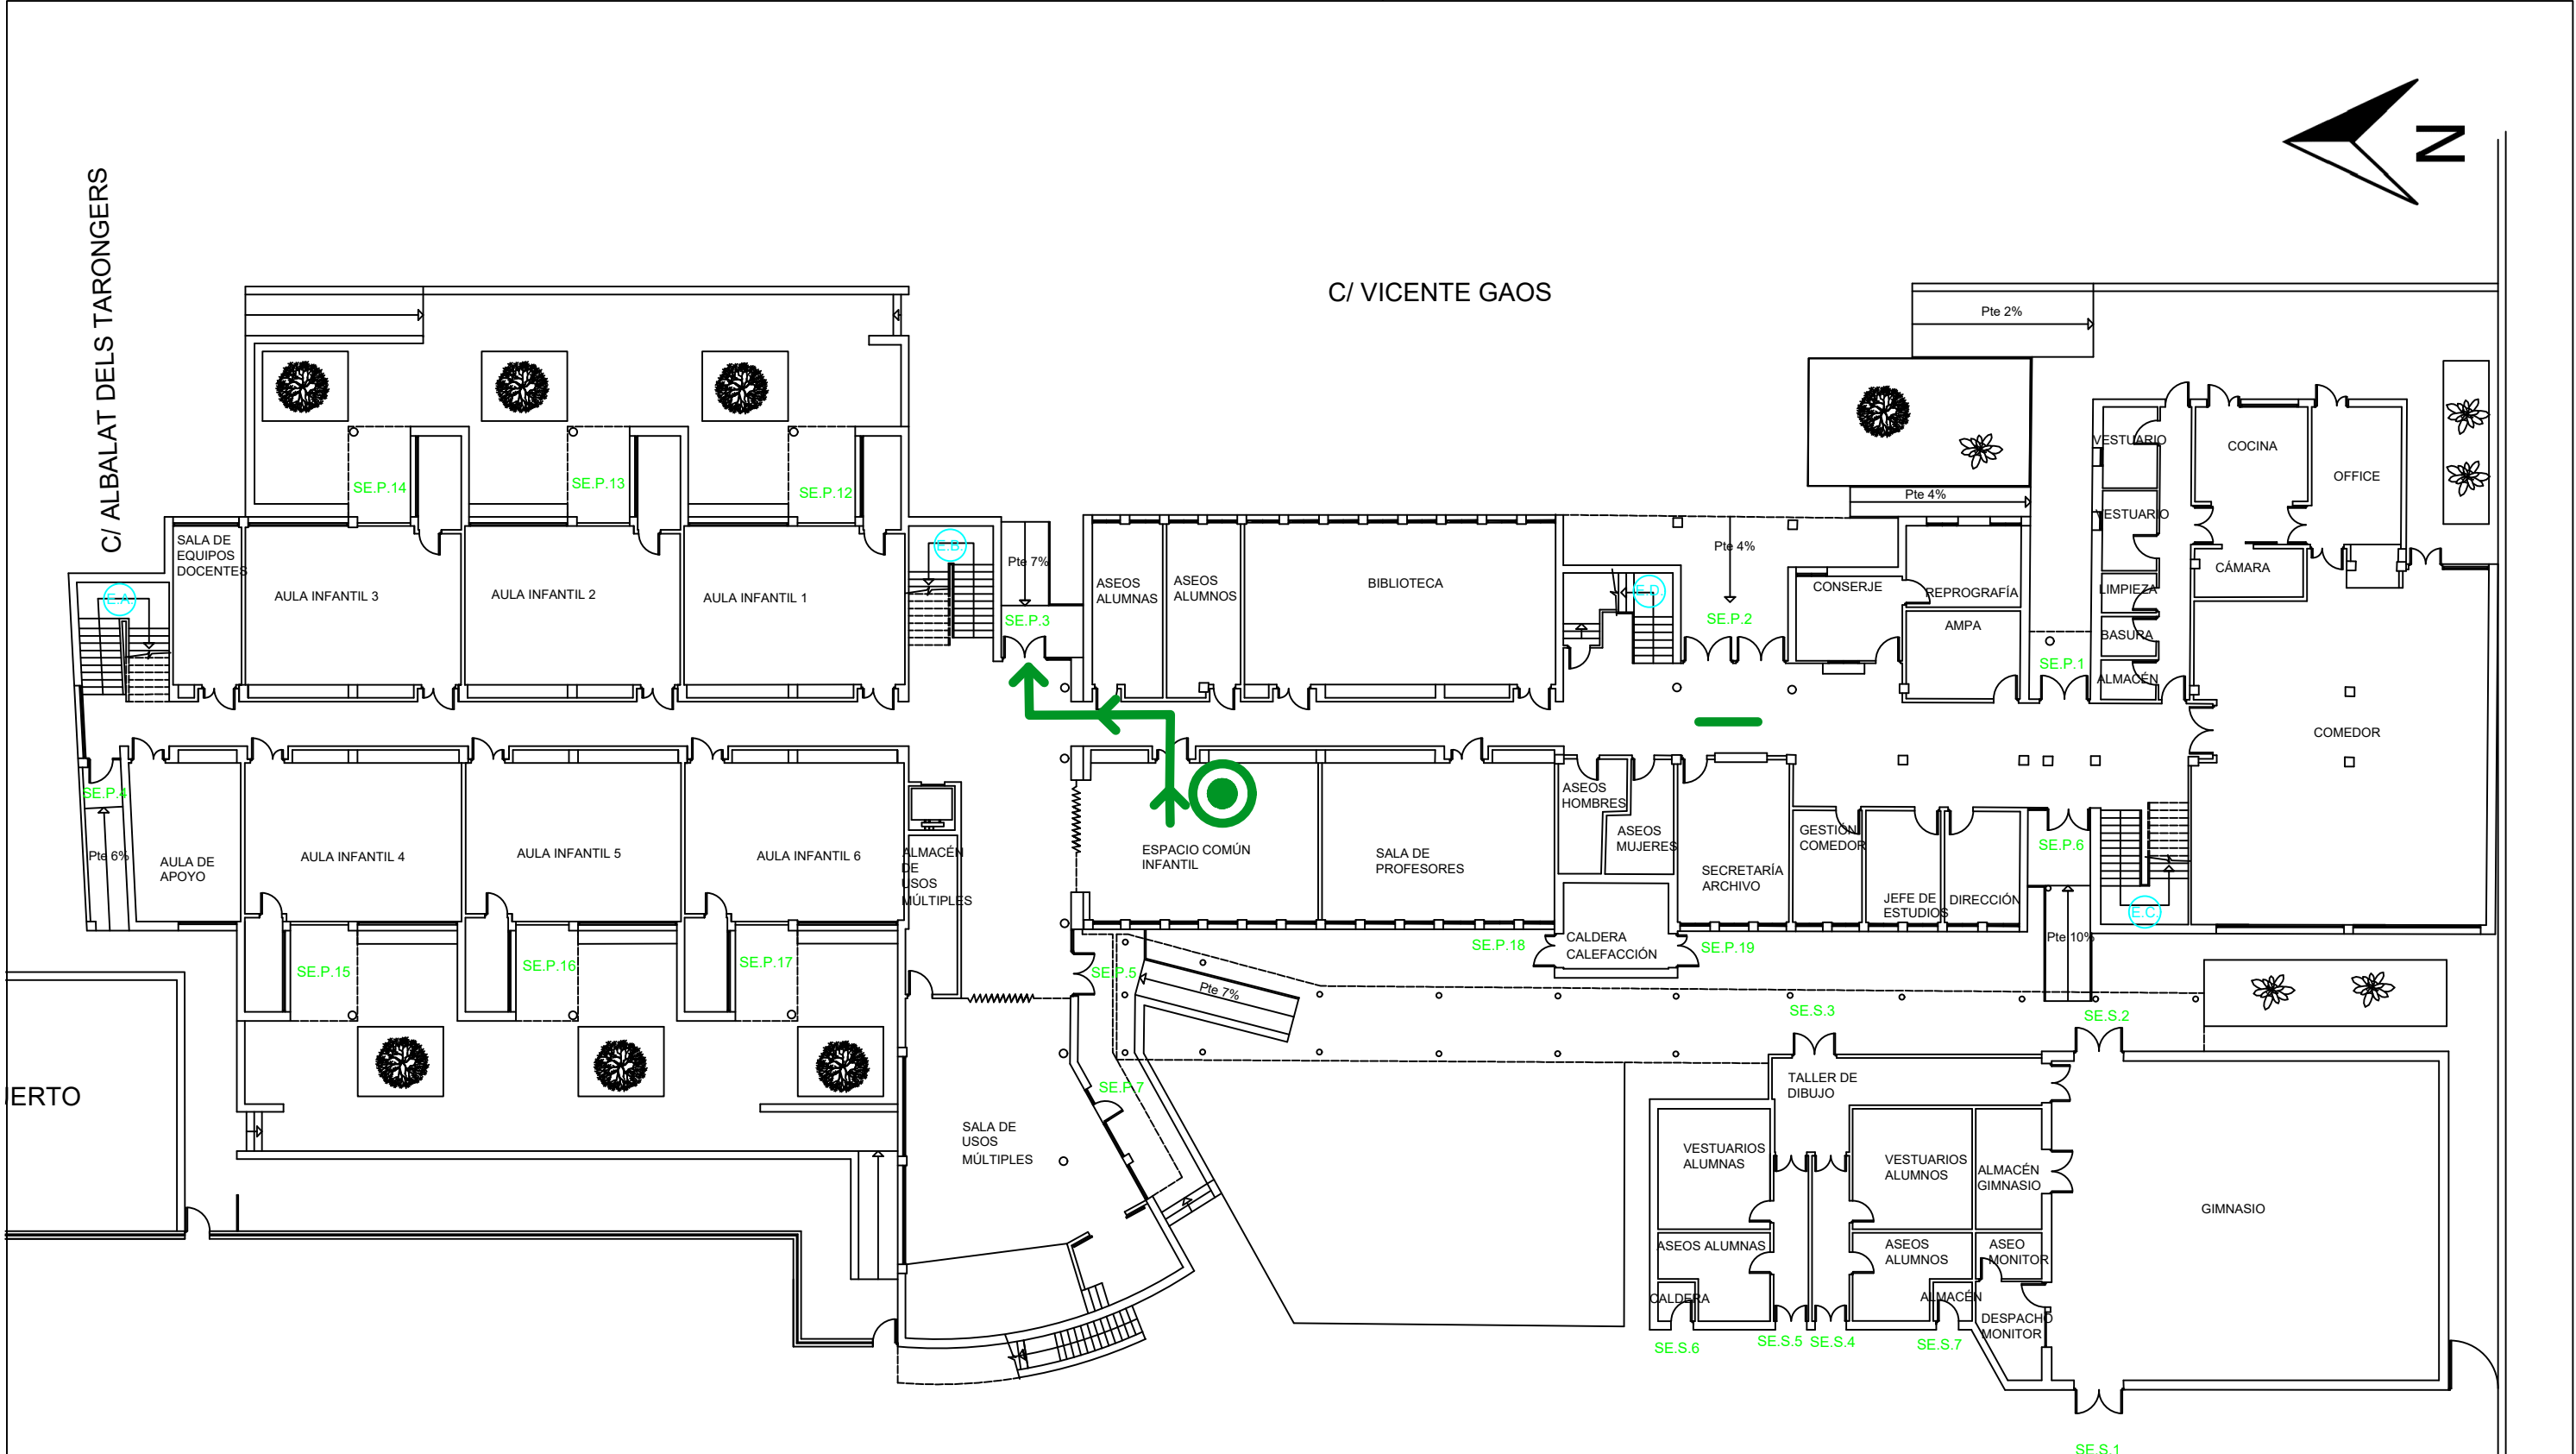 N
C/ ALBALAT DELS TARONGERS
C/ VICENTE GAOS
Pte 2%
SE.P.14
SE.P.13
SE.P.12
Pte 4%
VESTUARIO
COCINA
OFFICE
VESTUARIO
SALA DE
EQUIPOS
DOCENTES
E.B.
Pte 7%
Pte 4%
CÁMARA
E.A.
AULA INFANTIL 3
AULA INFANTIL 2
AULA INFANTIL 1
ASEOS
ALUMNAS
ASEOS
ALUMNOS
BIBLIOTECA
E.D.
CONSERJE
REPROGRAFÍA
LIMPIEZA
SE.P.3
SE.P.2
AMPA
BASURA
SE.P.1
ALMACÉN
COMEDOR
SE.P.4
Pte 6%
AULA DE
APOYO
AULA INFANTIL 4
AULA INFANTIL 5
AULA INFANTIL 6
ALMACÉN
DE
USOS
MÚLTIPLES
ESPACIO COMÚN
INFANTIL
SALA DE
PROFESORES
ASEOS
HOMBRES
ASEOS
MUJERES
SECRETARÍA
ARCHIVO
GESTIÓN
COMEDOR
JEFE DE
ESTUDIOS
DIRECCIÓN
SE.P.6
E.C.
Pte 10%
SE.P.15
SE.P.16
SE.P.17
SE.P.5
Pte 7%
SE.P.18
CALDERA
CALEFACCIÓN
SE.P.19
SE.S.3
SE.S.2
IERTO
SE.P.7
TALLER DE
DIBUJO
SALA DE
USOS
MÚLTIPLES
VESTUARIOS
ALUMNAS
VESTUARIOS
ALUMNOS
ALMACÉN
GIMNASIO
GIMNASIO
ASEOS ALUMNAS
ASEOS
ALUMNOS
ASEO
MONITOR
CALDERA
ALMACÉN
DESPACHO
MONITOR
SE.S.6
SE.S.5
SE.S.4
SE.S.7
SE.S.1